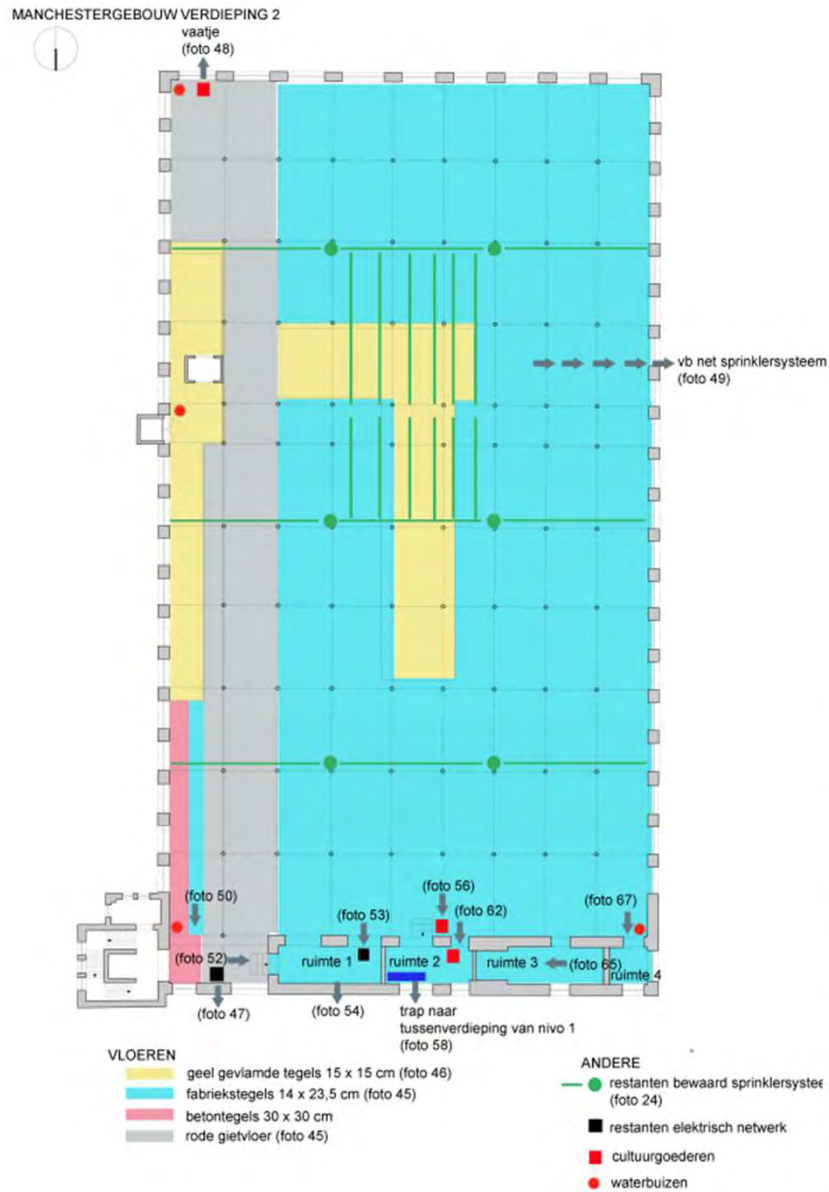 MANCHESTERGEBOUW VERDIEPING 2
vaatje
(foto 48)
vb net sprinklersysteem
(foto 49)
(foto 50)
(foto 56)
(foto 67)
(foto 53)
(foto 62)
(foto 52)
ruimte 1
ruimte 2
ruimte 3
(foto 65)
ruimte 4
(foto 47)
(foto 54)
trap naar
tussenverdieping van nivo 1
(foto 58)
VLOEREN
geel gevlamde tegels 15 x 15 cm (foto 46)
fabriekstegels 14 x 23,5 cm (foto 45)
betontegels 30 x 30 cm
rode gietvloer (foto 45)
ANDERE
restanten bewaard sprinklersystee
(foto 24)
restanten elektrisch netwerk
cultuurgoederen
waterbuizen